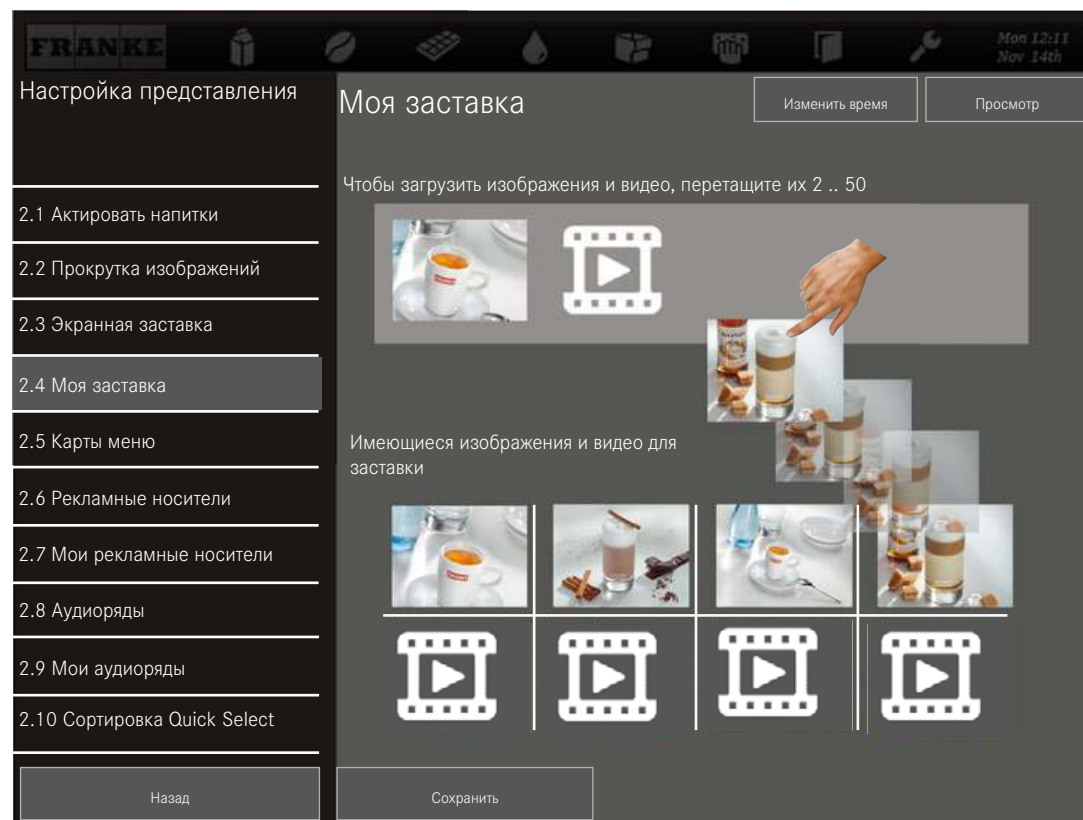 FRANKE
Mon 12:11
Nov 14th
Настройка представления
Моя заставка
Изменить время
Просмотр
Чтобы загрузить изображения и видео, перетащите их 2 .. 50
2.1 Актировать напитки
2.2 Прокрутка изображений
2.3 Экранная заставка
2.4 Моя заставка
2.5 Карты меню
2.6 Рекламные носители
2.7 Мои рекламные носители
2.8 Аудиоряды
2.9 Мои аудиоряды
2.10 Сортировка Quick Select
Имеющиеся изображения и видео для
заставки
Назад
Сохранить